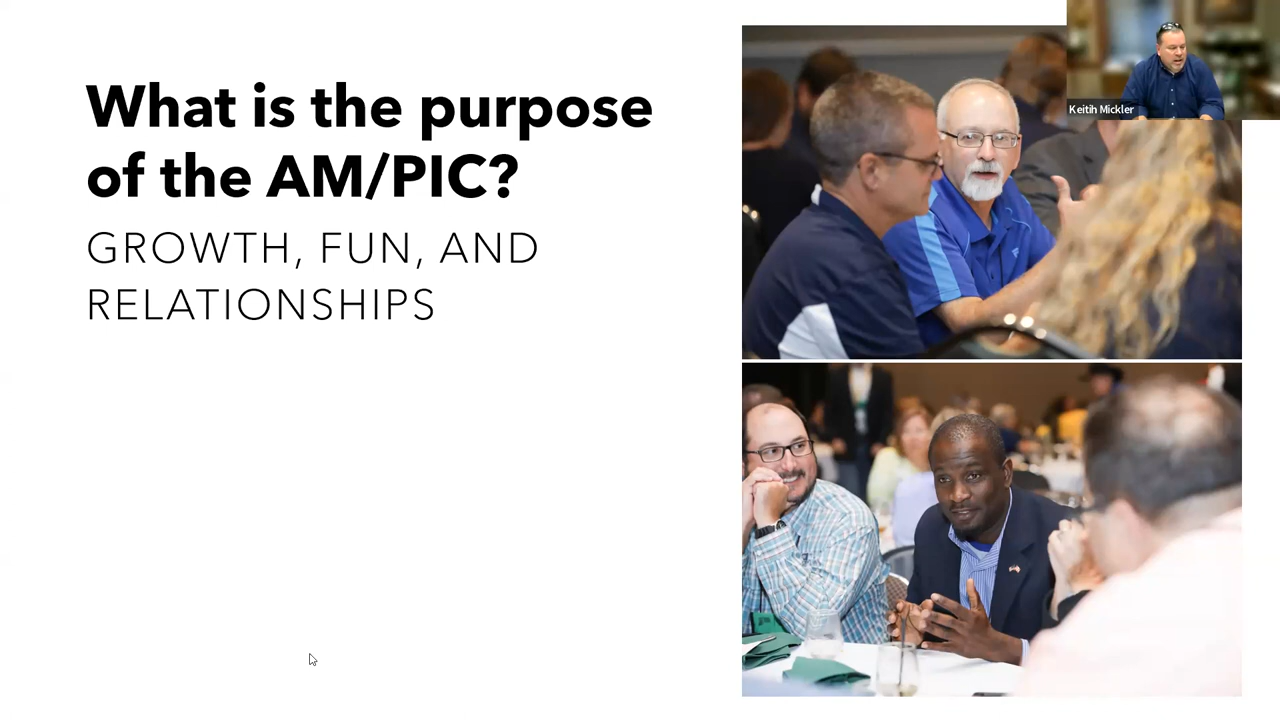 What is the purpose
of the AM/PIC?
GROWTH, FUN, AND
RELATIONSHIPS
Keitih Mickler